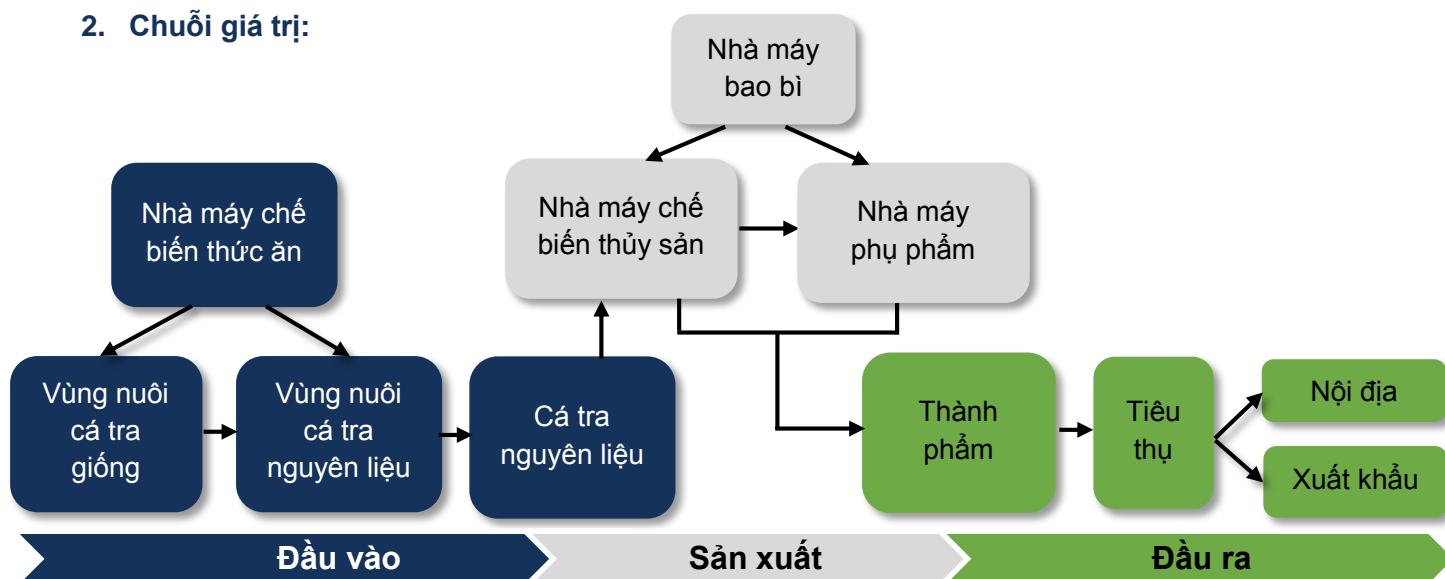 2. Chuỗi giá trị:
Nhà máy
bao bì
Nhà máy chế
biến thức ăn
Nhà máy chế
biến thủy sản
Nhà máy
phụ phẩm
Vùng nuôi
cá tra
giống
Vùng nuôi
cá tra
nguyên liệu
Cá tra
nguyên liệu
Thành
phẩm
Tiêu
thụ
Nội địa
Xuất khẩu
Đầu vào
Sản xuất
Đầu ra